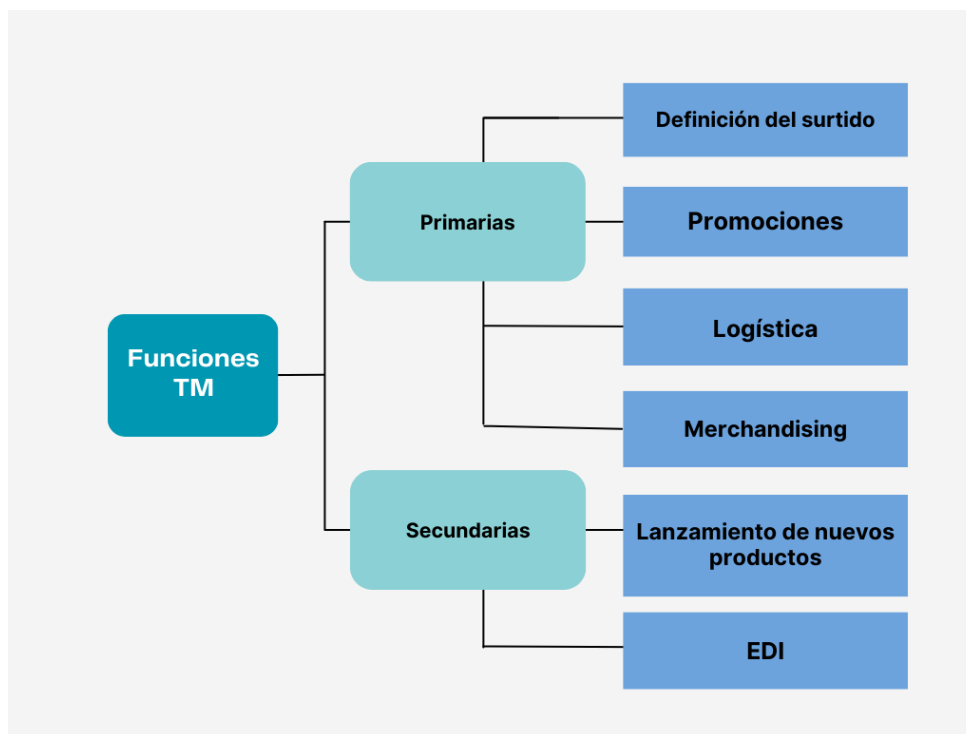 Funciones
TM
Primarias
Definición del surtido
Promociones
Logística
Merchandising
Secundarias
Lanzamiento de nuevos
productos
EDI